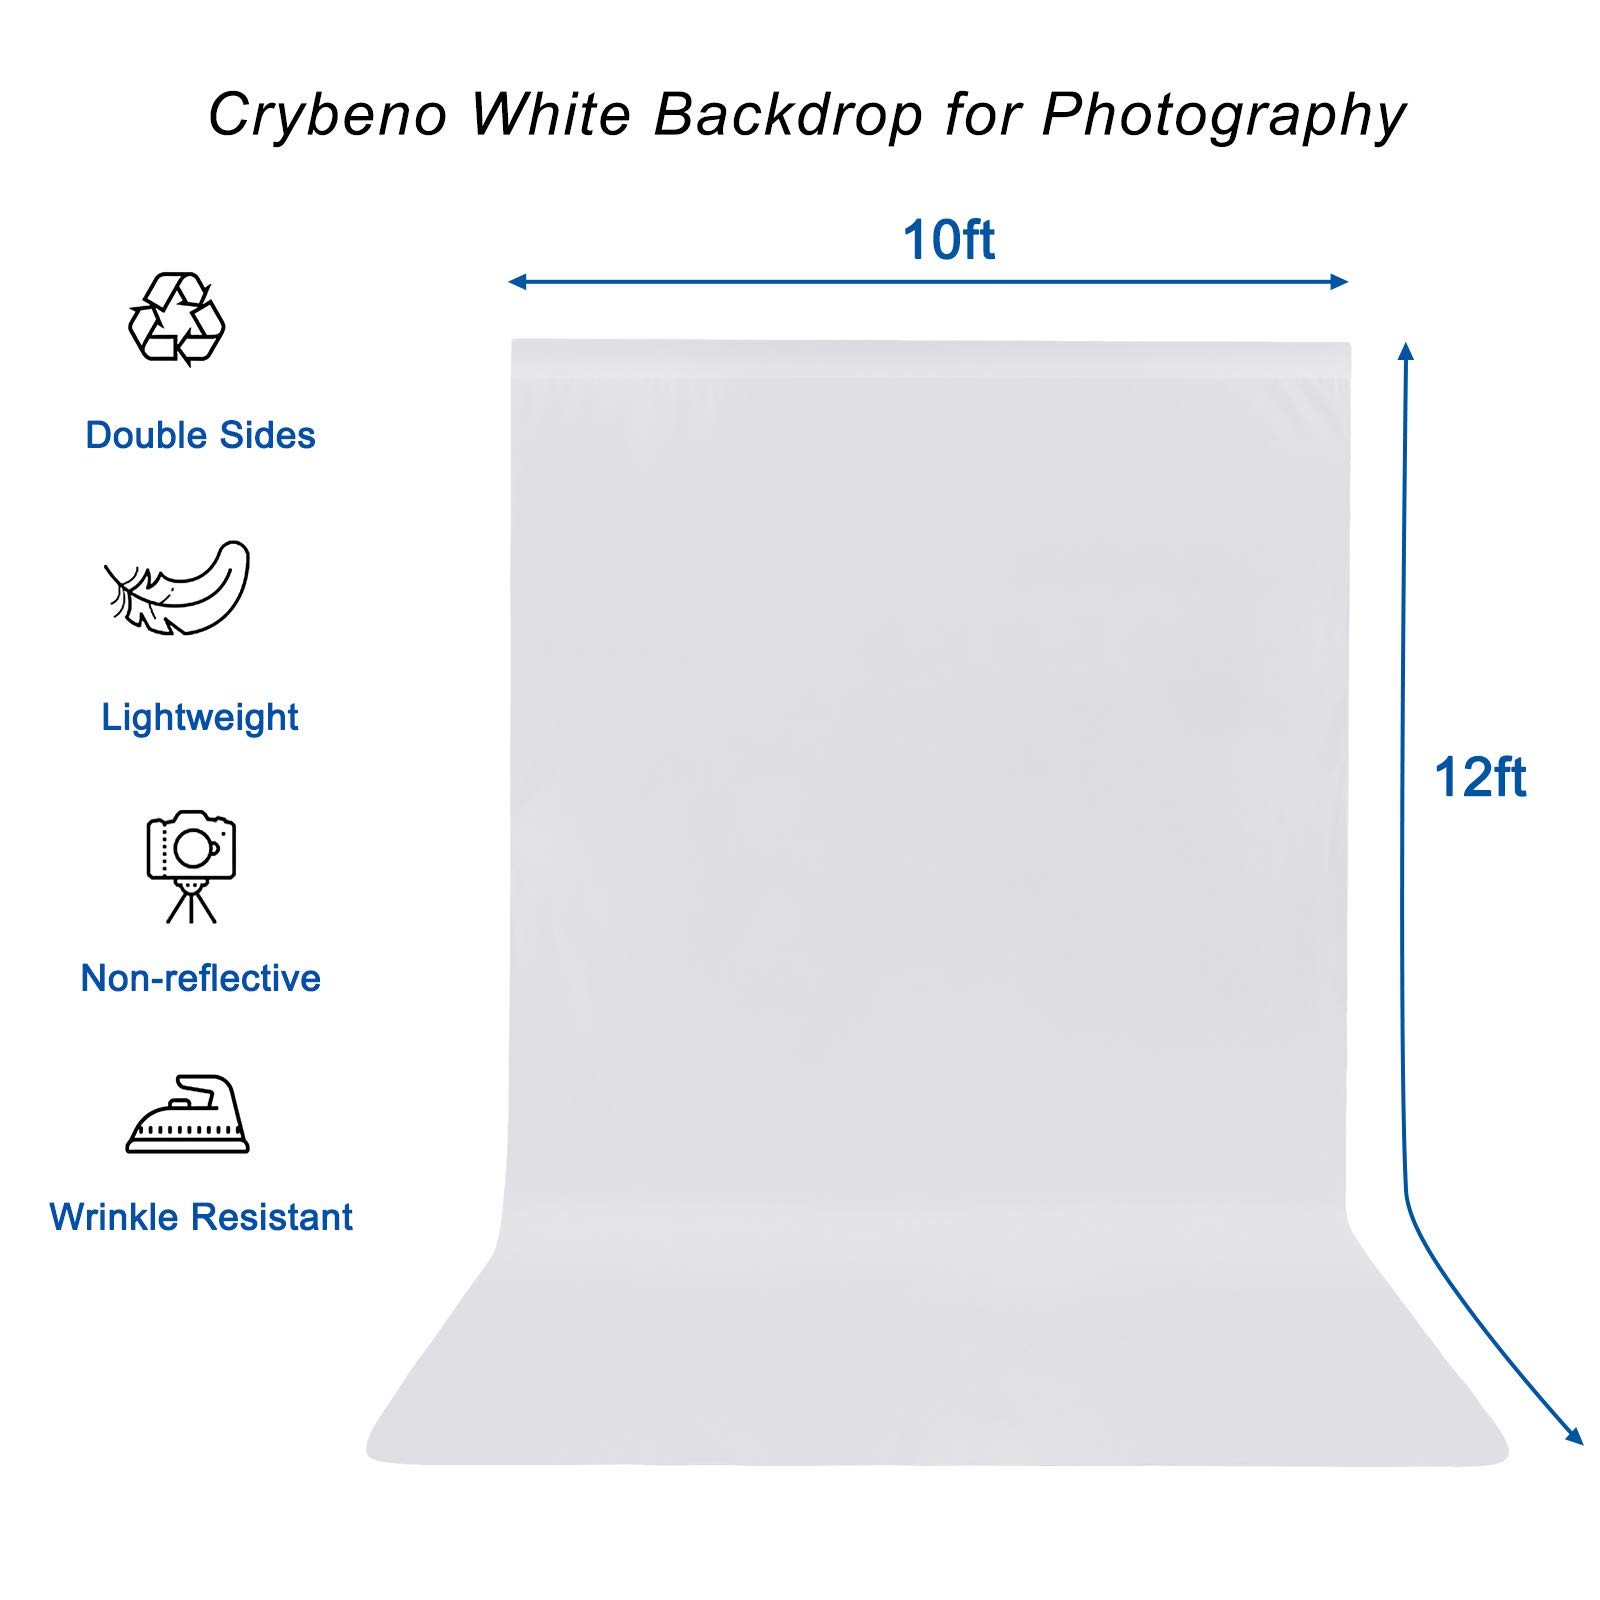 Crybeno White Backdrop for Photography
10ft
Double Sides
Lightweight
12ft
Non-reflective
Wrinkle Resistant